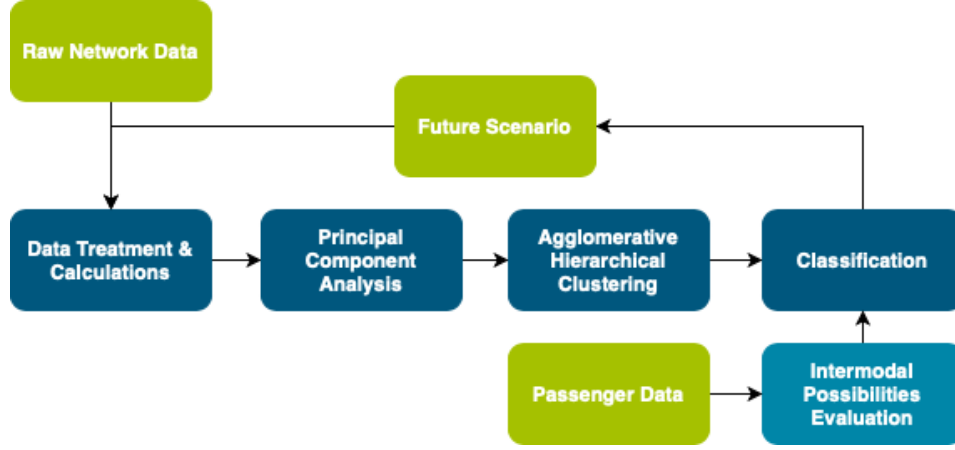 Raw Network Data
Future Scenario
Data Treatment &
Calculations
Principal
Component
Analysis
Agglomerative
Hierarchical
Clustering
Classification
Passenger Data
Intermodal
Possibilities
Evaluation